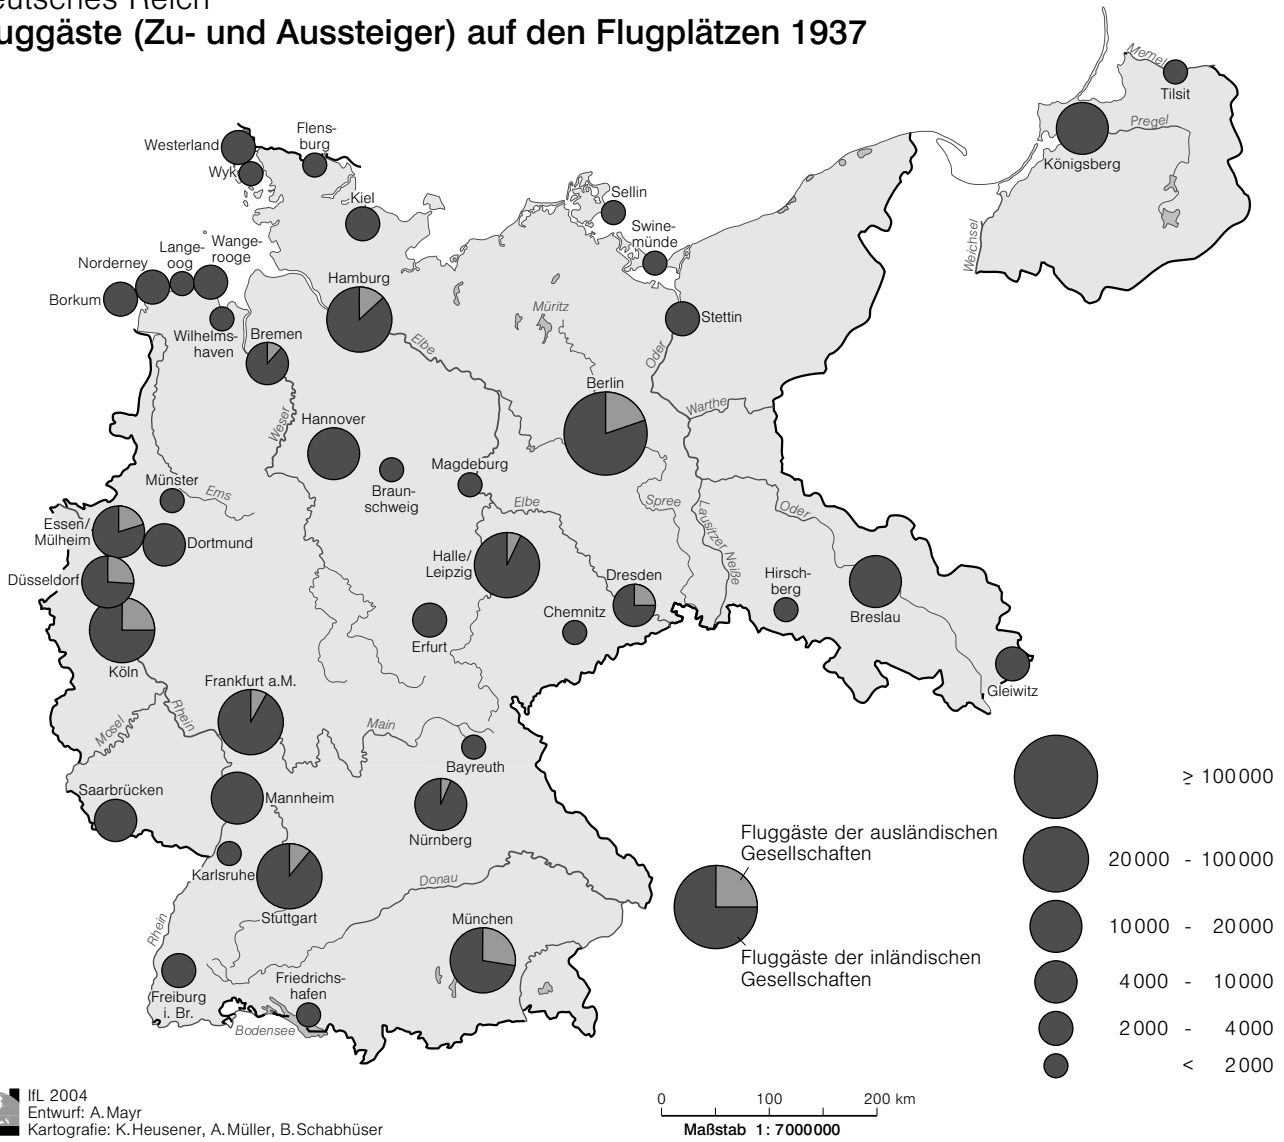 eutsches Reich
uggäste (Zu- und Aussteiger) auf den Flugplätzen 1937
Memel
Tilsit
Pregel
Königsberg
Weichsel
Flens-
burg
Westerland
Wyk
Kiel
Sellin
Swine-
münde
Lange-
oog
Wange-
rooge
Norderney
Borkum
Hamburg
Müritz
Stettin
Wilhelms-
haven
Bremen
Elbe
Oder
Berlin
Warthe
Weser
Hannover
Magdeburg
Braun-
schweig
Münster
Ems
Elbe
Spree
Lausitzer Neiße
Oder
Essen/
Mülheim
Dortmund
Halle/
Leipzig
Düsseldorf
Dresden
Hirsch-
berg
Chemnitz
Breslau
Erfurt
Köln
Gleiwitz
Frankfurt a.M.
Mosel
Rhein
Main
Bayreuth
Saarbrücken
Mannheim
Nürnberg
Karlsruhe
Donau
Stuttgart
München
Rhein
Freiburg
i. Br.
Friedrichs-
hafen
Bodensee
Fluggäste der ausländischen
Gesellschaften
Fluggäste der inländischen
Gesellschaften
≥ 100000
20000 - 100000
10000 - 20000
4000 - 10000
2000 - 4000
< 2000
IfL 2004
Entwurf: A. Mayr
Kartografie: K. Heusener, A. Müller, B. Schabhüser
0 100 200 km
Maßstab 1: 7000000